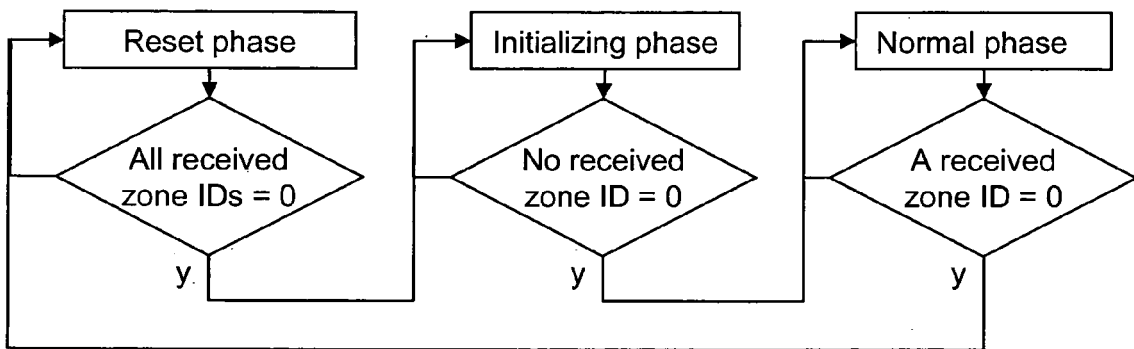 Reset phase
All received
zone IDs = 0
y
Initializing phase
No received
zone ID = 0
y
Normal phase
A received
zone ID = 0
y